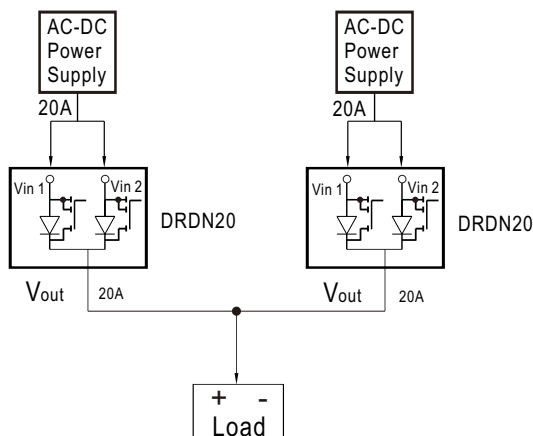 AC-DC
Power
Supply
AC-DC
Power
Supply
20A
20A
Vin 1
Vin 2
DRDN20
Vin 1
Vin 2
DRDN20
Vout
20A
Vout
20A
+ -
Load